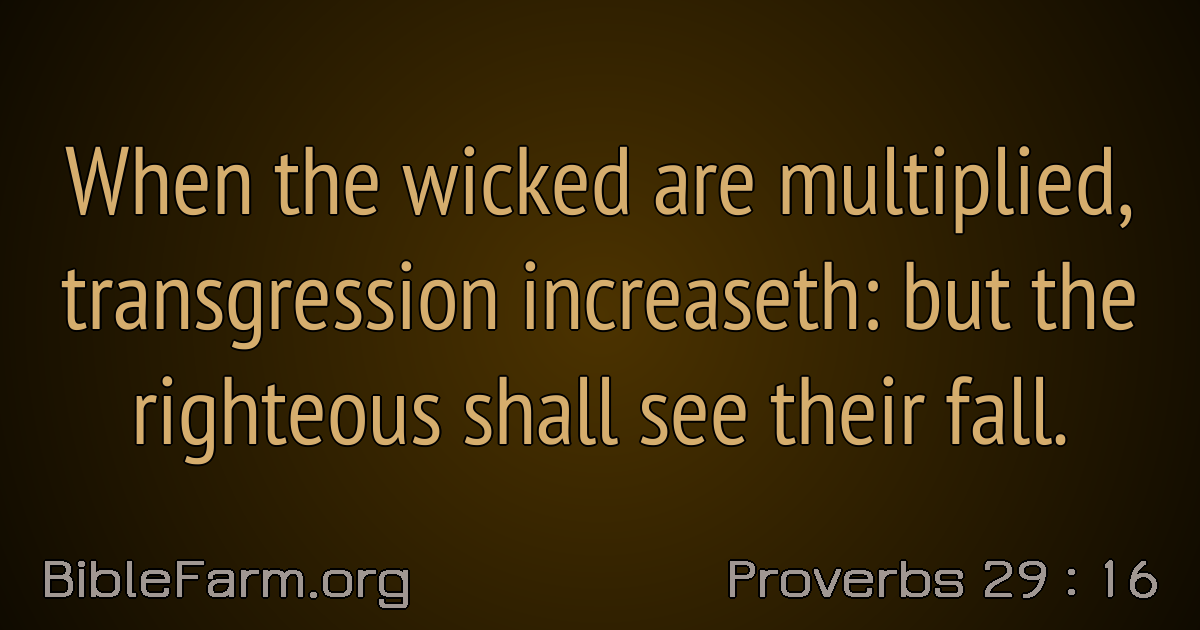 When the wicked are multiplied,
transgression increaseth: but the
righteous shall see their fall.
BibleFarm.org
Proverbs 29 : 16